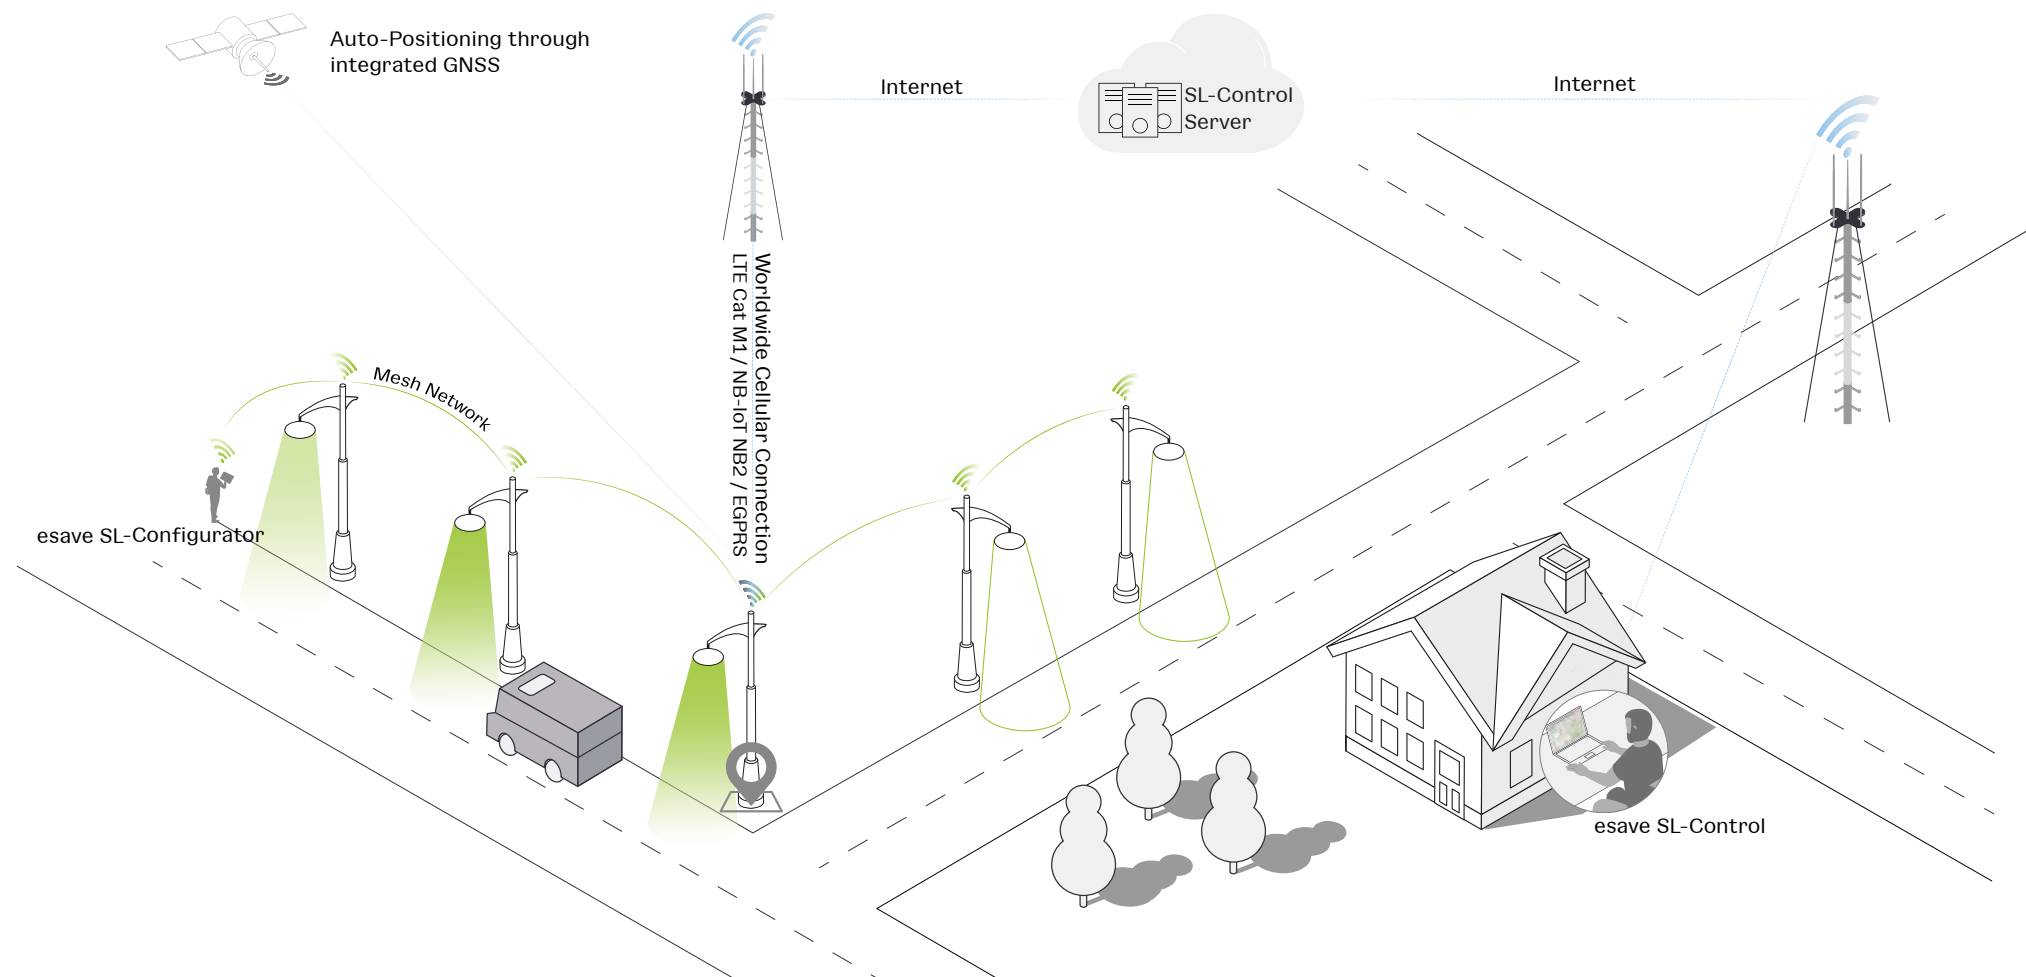 Auto-Positioning through
integrated GNSS
Internet
SL-Control
Server
Internet
Worldwide Cellular Connection
LTE Cat M1 / NB-IoT NB2 / EGPRS
Mesh Network
esave SL-Configurator
esave SL-Control